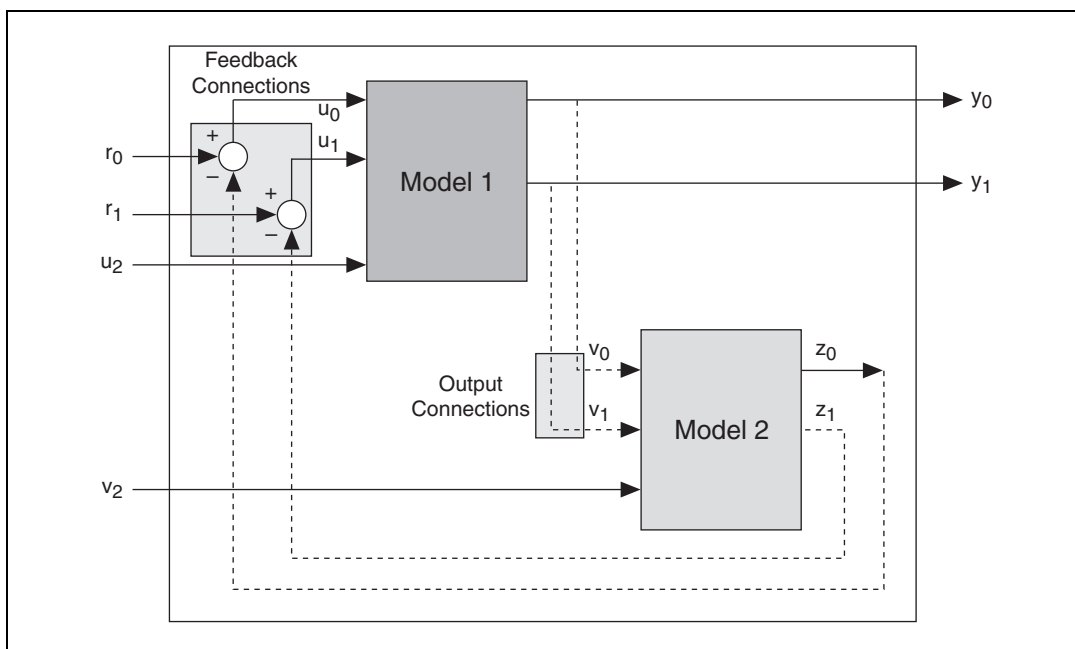 Feedback
Connections
u0
y0
+
r0
−
u1
Model 1
+
y1
r1
−
u2
v0
z0
Output
Connections
v1
z1
Model 2
v2